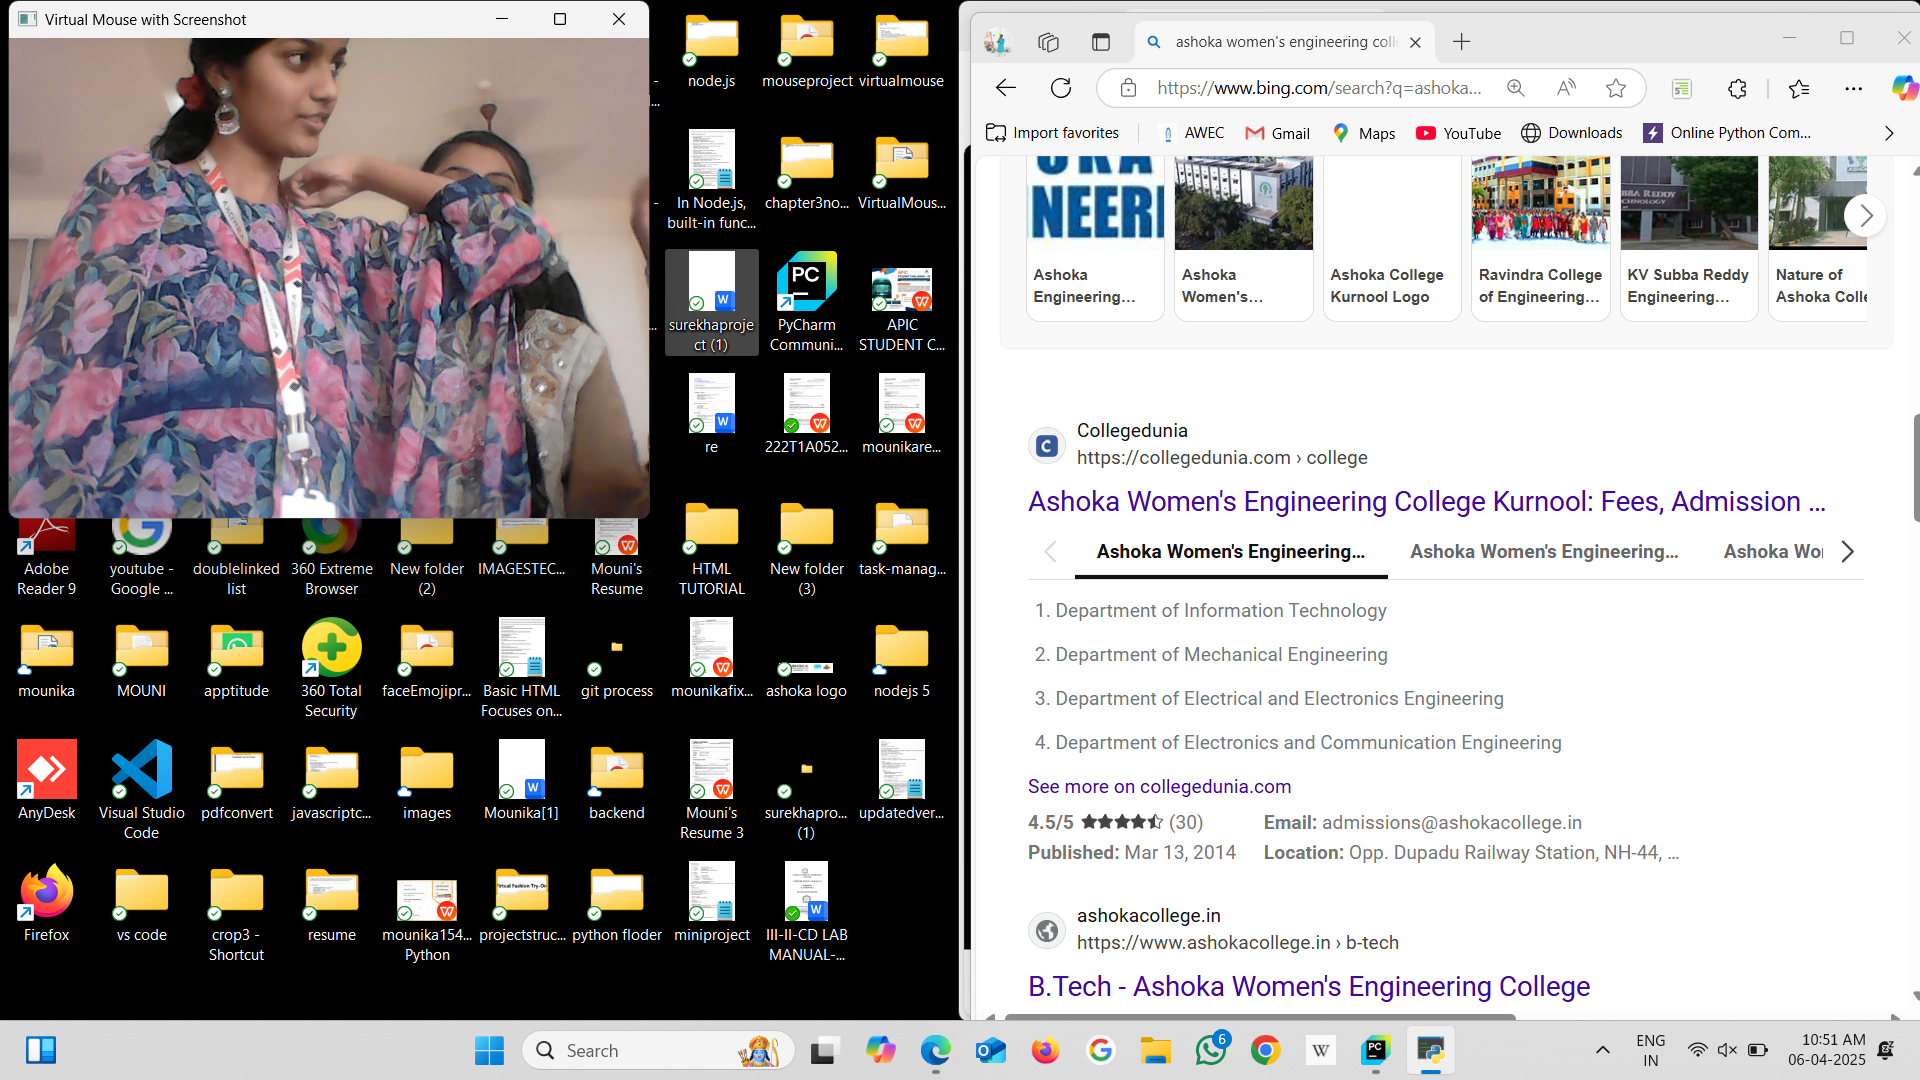 Virtual Mouse with Screenshot
node.js
mouseproject
virtualmouse
In Node.js,
built-in func...
chapter3no...
VirtualMous...
surekhaproje
ct (1)
PyCharm
Communi...
APIC
STUDENT C...
re
222T1A052...
mounikare...
Adobe
Reader 9
youtube -
Google ...
doublelinked
list
360 Extreme
Browser
New folder
(2)
IMAGESTEC...
Mouni's
Resume
HTML
TUTORIAL
New folder
(3)
task-manag...
mounika
MOUNI
apptitude
360 Total
Security
faceEmojipr...
Basic HTML
Focuses on...
git process
mounikafix...
ashoka logo
nodejs 5
AnyDesk
Visual Studio
Code
pdfconvert
javascriptc...
images
Mounika[1]
backend
Mouni's
Resume 3
surekhapro...
(1)
updatedver...
Firefox
vs code
crop3 -
Shortcut
resume
mounika154...
Python
projectstruc...
python floder
miniproject
III-II-CD LAB
MANUAL-...
ashoka women's engineering coll
https://www.bing.com/search?q=ashoka...
Import favorites
AWEC
Gmail
Maps
YouTube
Downloads
Online Python Com...
Ashoka
Engineering...
Ashoka
Women's...
Ashoka College
Kurnool Logo
Ravindra College
of Engineering...
KV Subba Reddy
Engineering...
Nature of
Ashoka Colle
Collegedunia
https://collegedunia.com › college
Ashoka Women's Engineering College Kurnool: Fees, Admission ...
Ashoka Women's Engineering...
Ashoka Women's Engineering...
Ashoka Wo
1. Department of Information Technology
2. Department of Mechanical Engineering
3. Department of Electrical and Electronics Engineering
4. Department of Electronics and Communication Engineering
See more on collegedunia.com
4.5/5 (30)
Email: admissions@ashokacollege.in
Published: Mar 13, 2014
Location: Opp. Dupadu Railway Station, NH-44, ...
ashokacollege.in
https://www.ashokacollege.in › b-tech
B.Tech - Ashoka Women's Engineering College
Search
6
ENG
IN
10:51 AM
06-04-2025